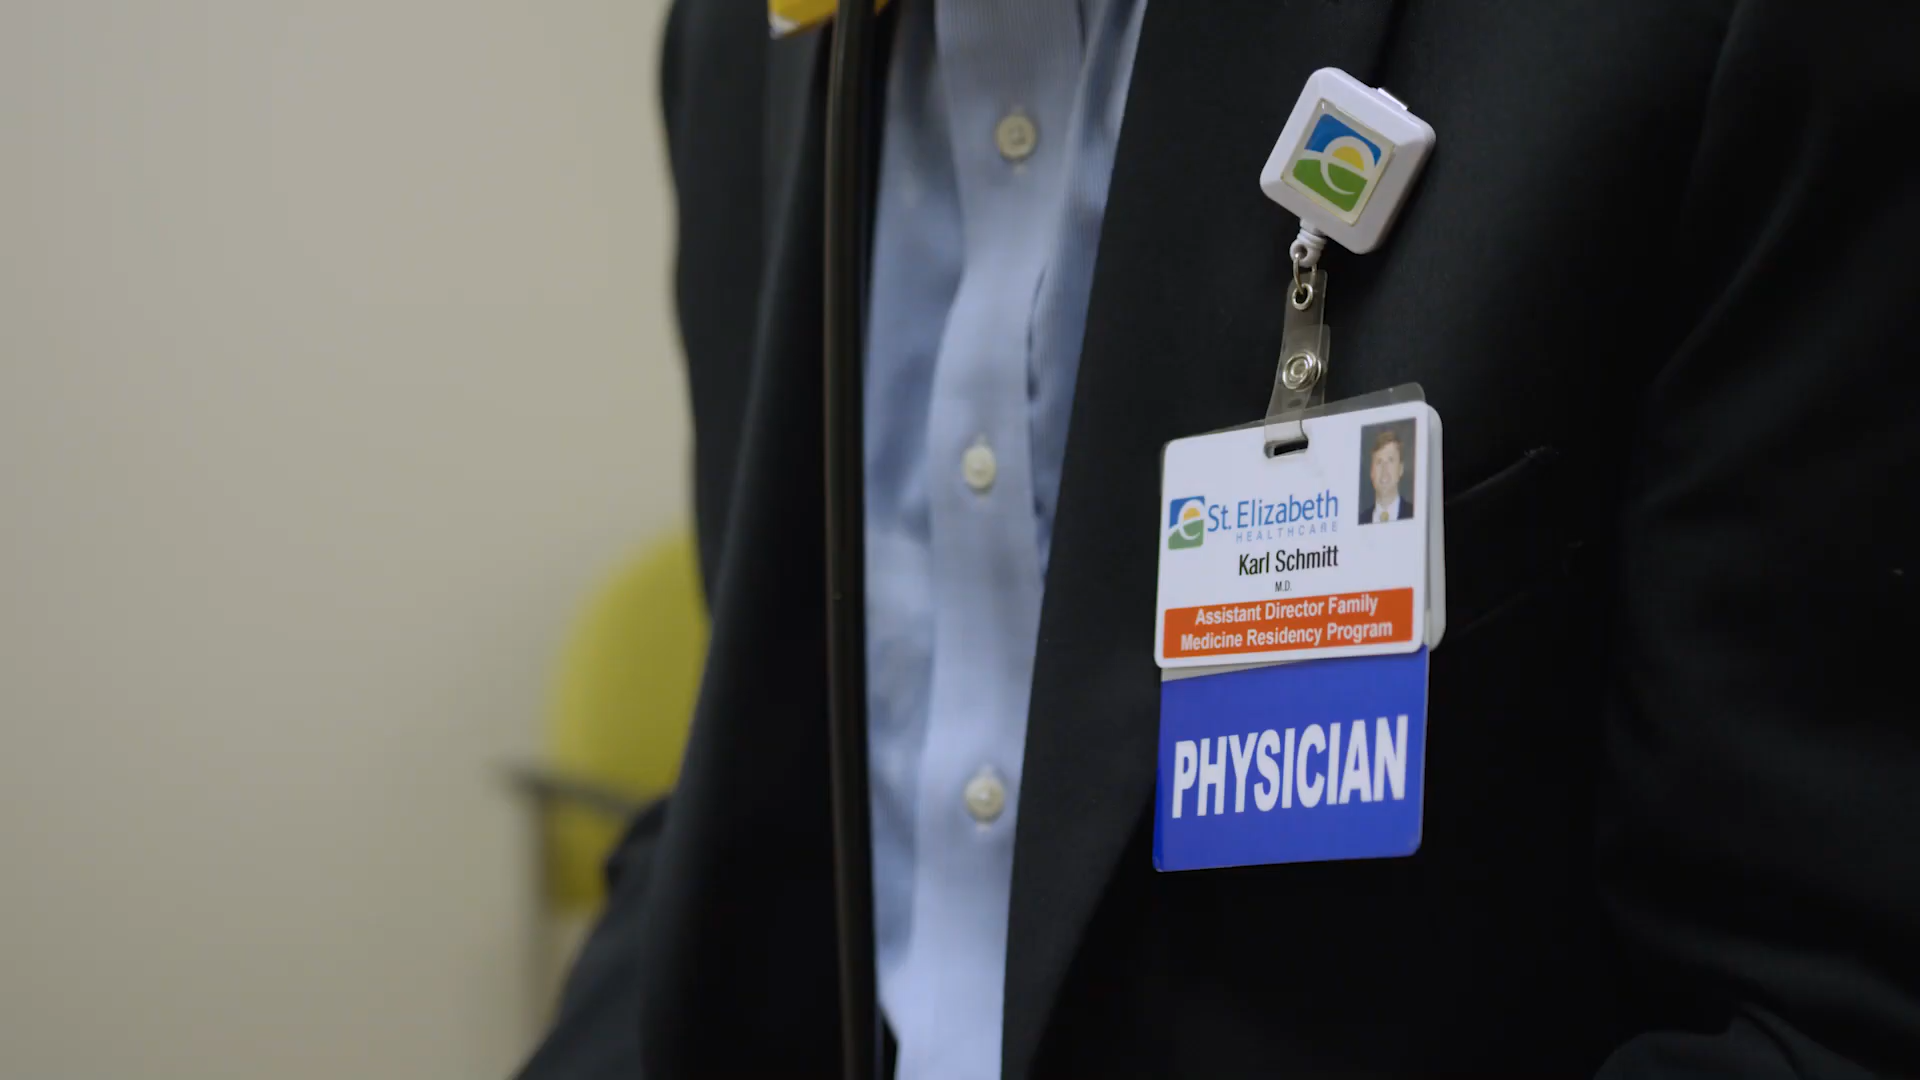 St. Elizabeth
HEALTHCARE
Karl Schmitt
M.D.
Assistant Director Family
Medicine Residency Program
PHYSICIAN